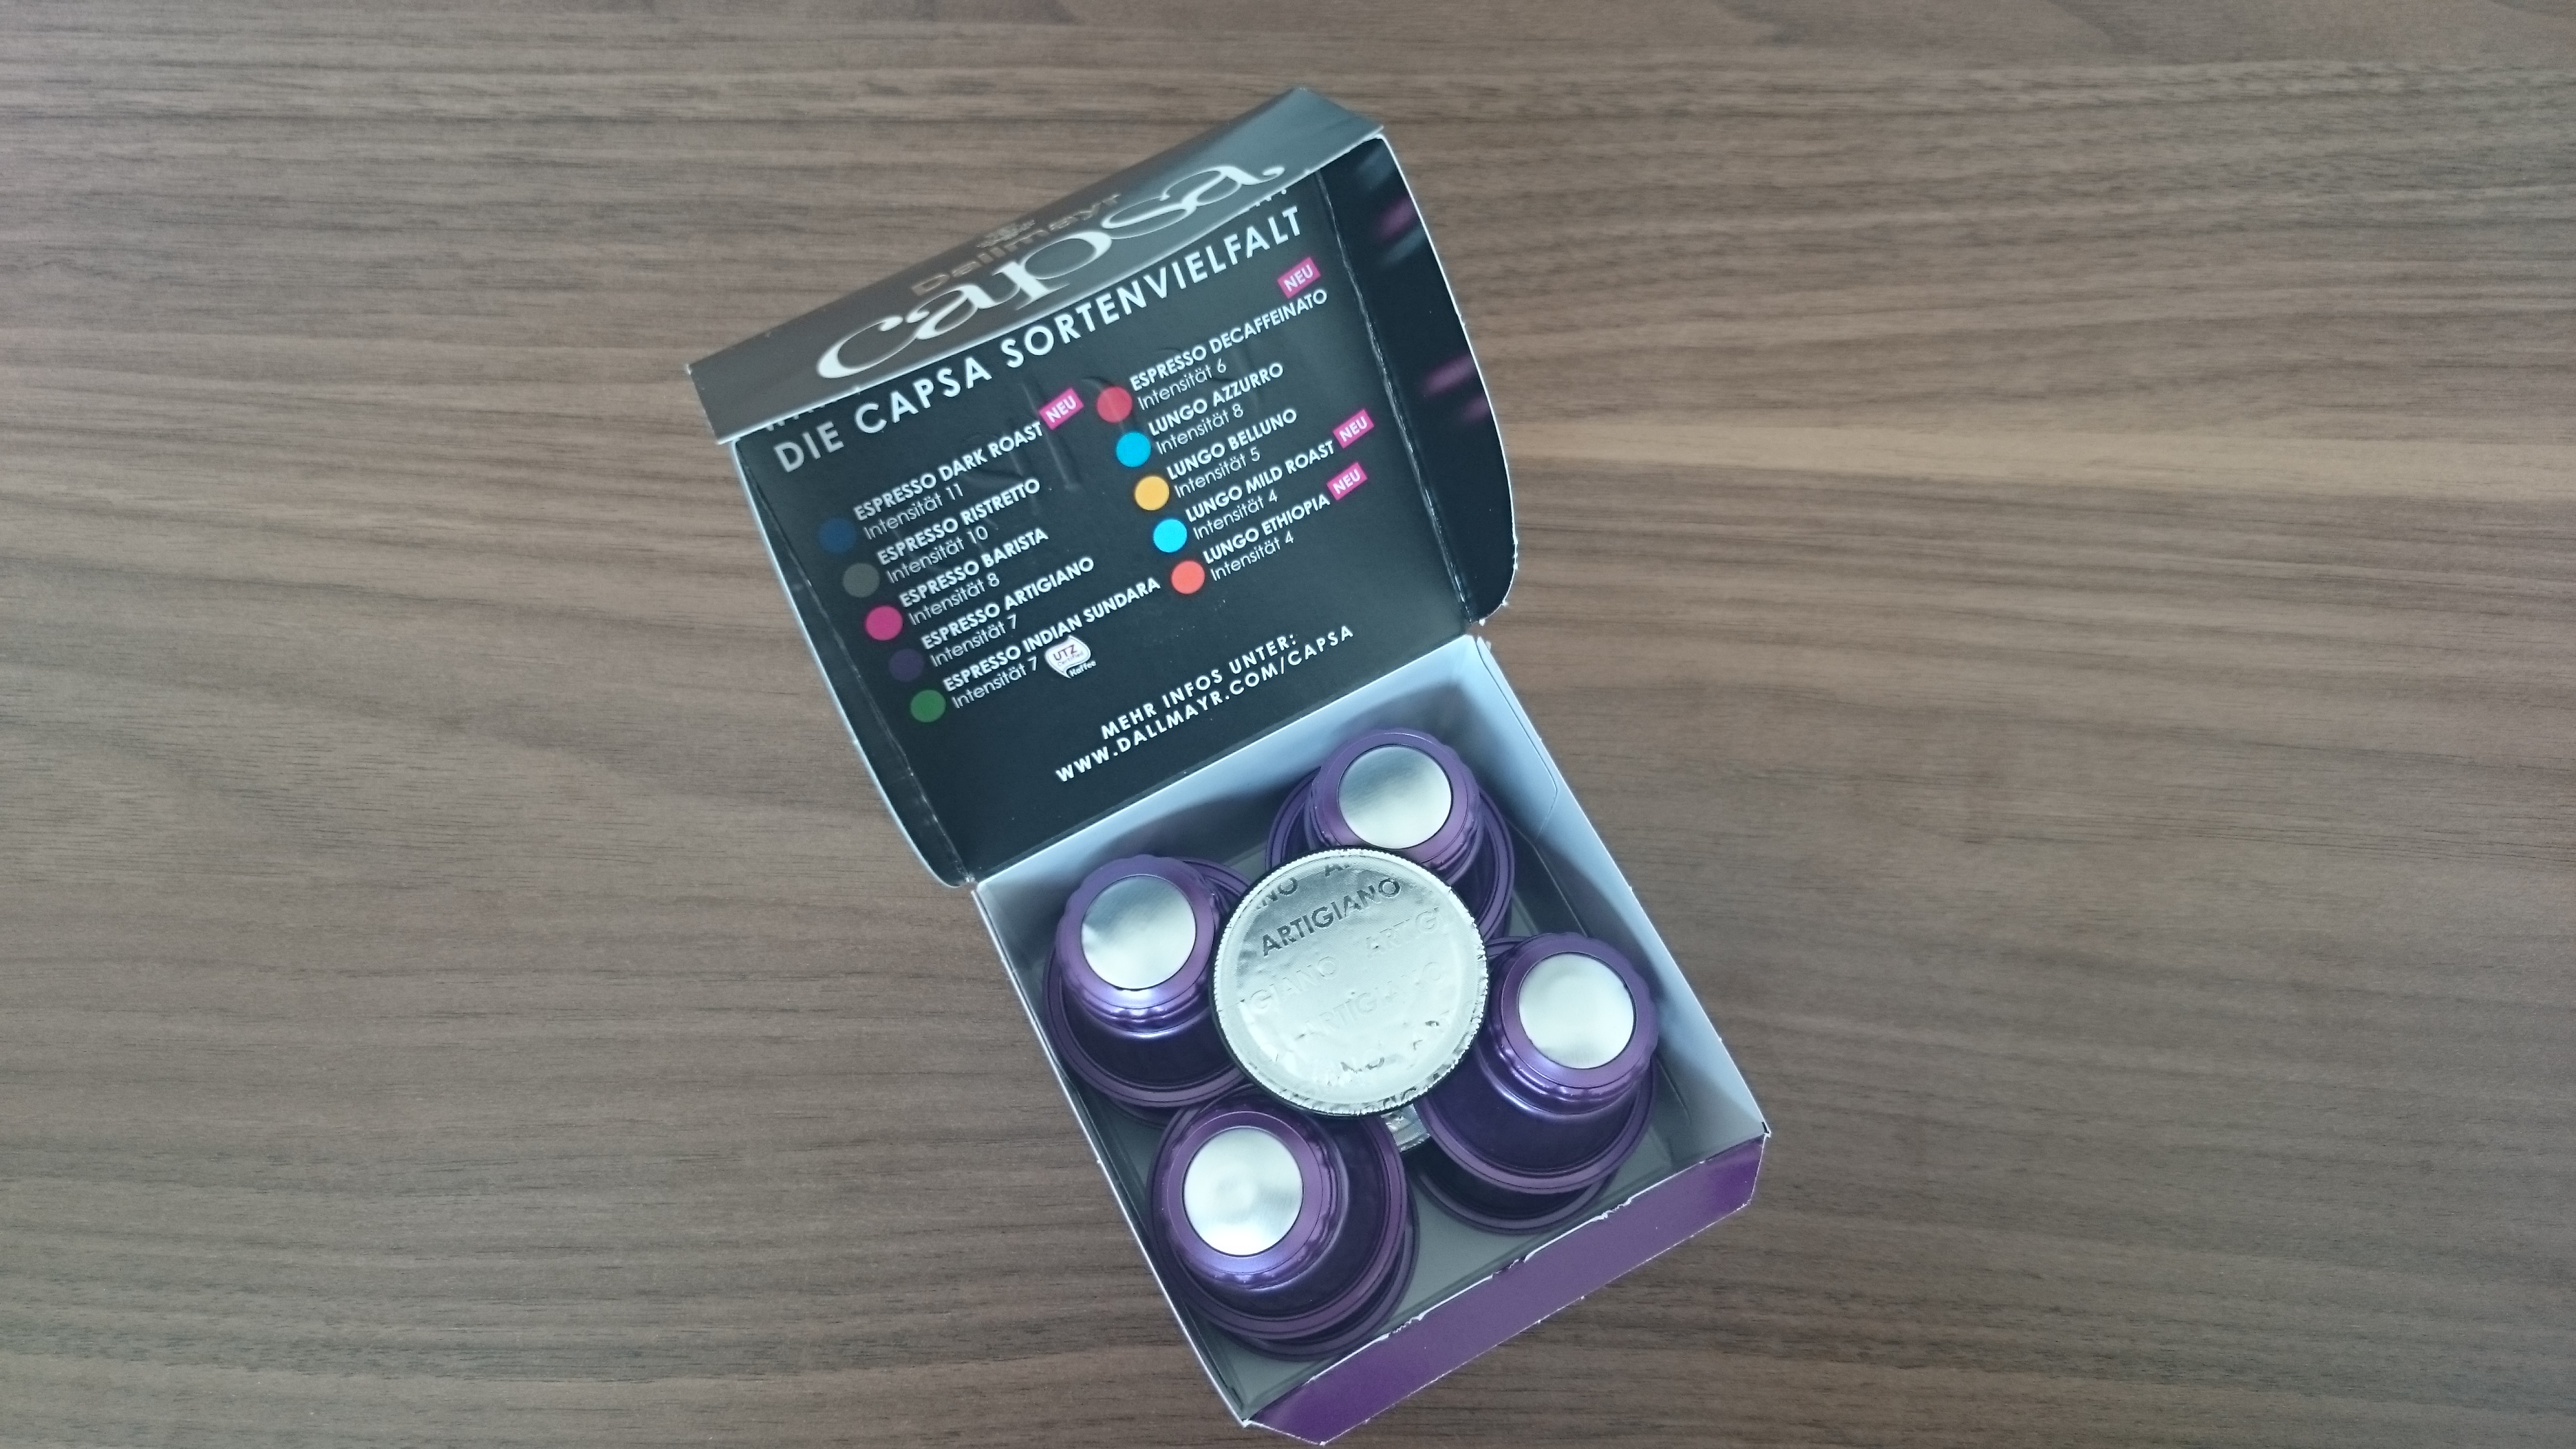 Dallmayr
capsa
DIE CAPSA SORTENVIELFALT
ESPRESSO DARK ROAST NEU
Intensität 11
ESPRESSO RISTRETTO
Intensität 10
ESPRESSO BARISTA
Intensität 8
ESPRESSO ARTIGIANO
Intensität 7
ESPRESSO INDIAN SUNDARA
Intensität 7
UTZ
Certified
Kaffee
NEU
ESPRESSO DECAFFEINATO
Intensität 6
LUNGO AZZURRO
Intensität 8
LUNGO BELLUNO
Intensität 5
LUNGO MILD ROAST NEU
Intensität 4
LUNGO ETHIOPIA NEU
Intensität 4
MEHR INFOS UNTER:
WWW.DALLMAYR.COM/CAPSA
ARTIGIANO